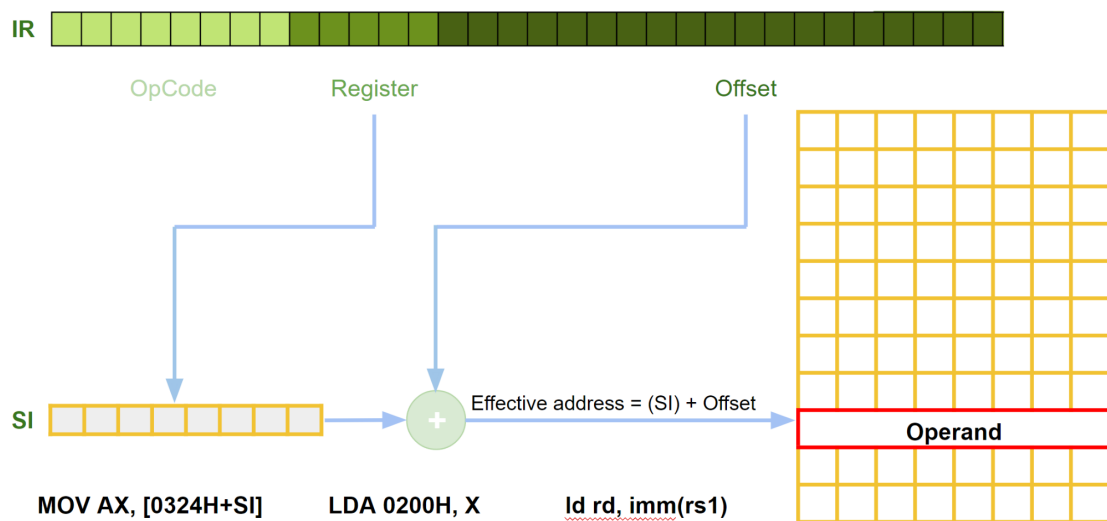 IR
OpCode
Register
Offset
SI
+
Effective address = (SI) + Offset
Operand
MOV AX, [0324H+SI]
LDA 0200H, X
ld rd, imm(rs1)